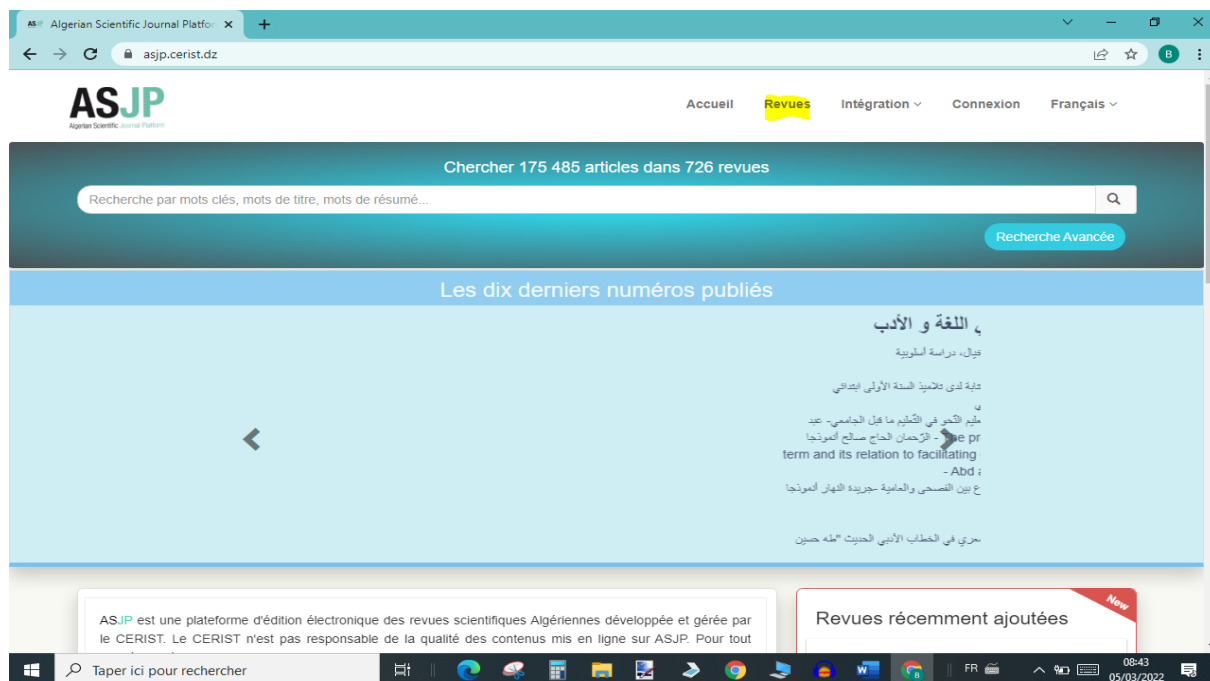 Algerian Scientific Journal Platfor
asjp.cerist.dz
B
ASJP
Algerian Scientific Journal Platform
Accueil Revues Intégration Connexion Français
Chercher 175 485 articles dans 726 revues
Recherche par mots clés, mots de titre, mots de résumé...
Recherche Avancée
Les dix derniers numéros publiés
اللغة و الأدب
دراسة أسلوبية
لدى تلاميذ السنة الأولى ابتدائي
في التعليم ما قبل الجامعي- عبد
The pr - الرّحمان الحاج صالح أنموذجا
term and its relation to facilitating
- Abd
ع بين الفصحى والعامية -جريدة النهار أنموذجا
في الخطاب الأدبي الحديث "طه حسين
ASJP est une plateforme d'édition électronique des revues scientifiques Algériennes développée et gérée par
le CERIST. Le CERIST n'est pas responsable de la qualité des contenus mis en ligne sur ASJP. Pour tout
New
Revues récemment ajoutées
Taper ici pour rechercher
FR
08:43
05/03/2022